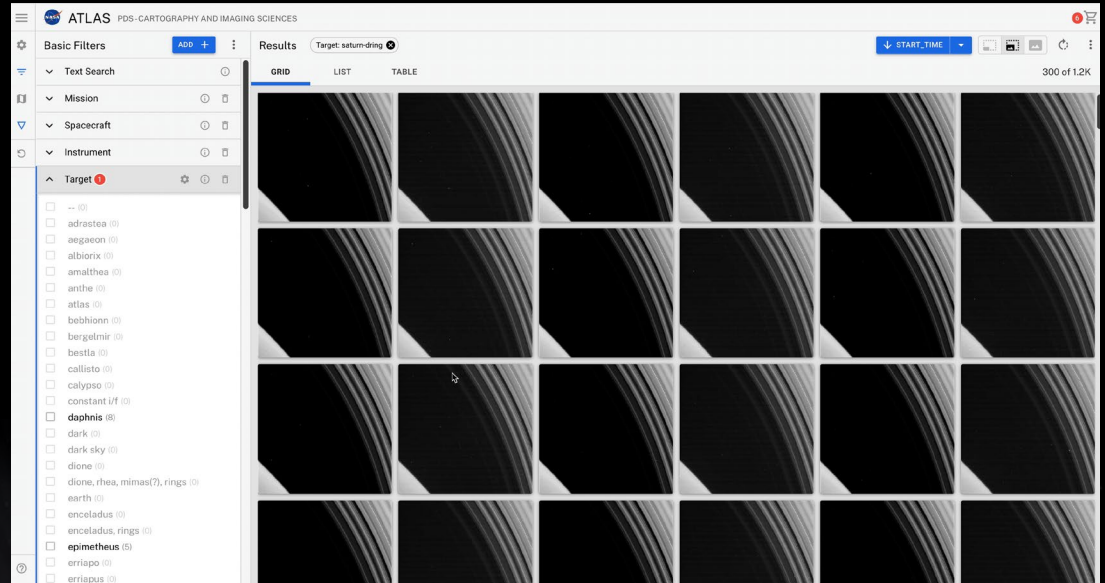 NASA ATLAS PDS - CARTOGRAPHY AND IMAGING SCIENCES 6
Basic Filters ADD + Results Target: saturn-dring START_TIME
Text Search GRID LIST TABLE 300 of 1.2K
Mission
Spacecraft
Instrument
Target 1
-- (0)
adrastea (0)
aegaeon (0)
albiorix (0)
amalthea (0)
anthe (0)
atlas (0)
bebhionn (0)
bergelmir (0)
bestla (0)
callisto (0)
calypso (0)
constant i/f (0)
daphnis (8)
dark (0)
dark sky (0)
dione (0)
dione, rhea, mimas(?), rings (0)
earth (0)
enceladus (0)
enceladus, rings (0)
epimetheus (5)
erriapo (0)
erriapus (0)